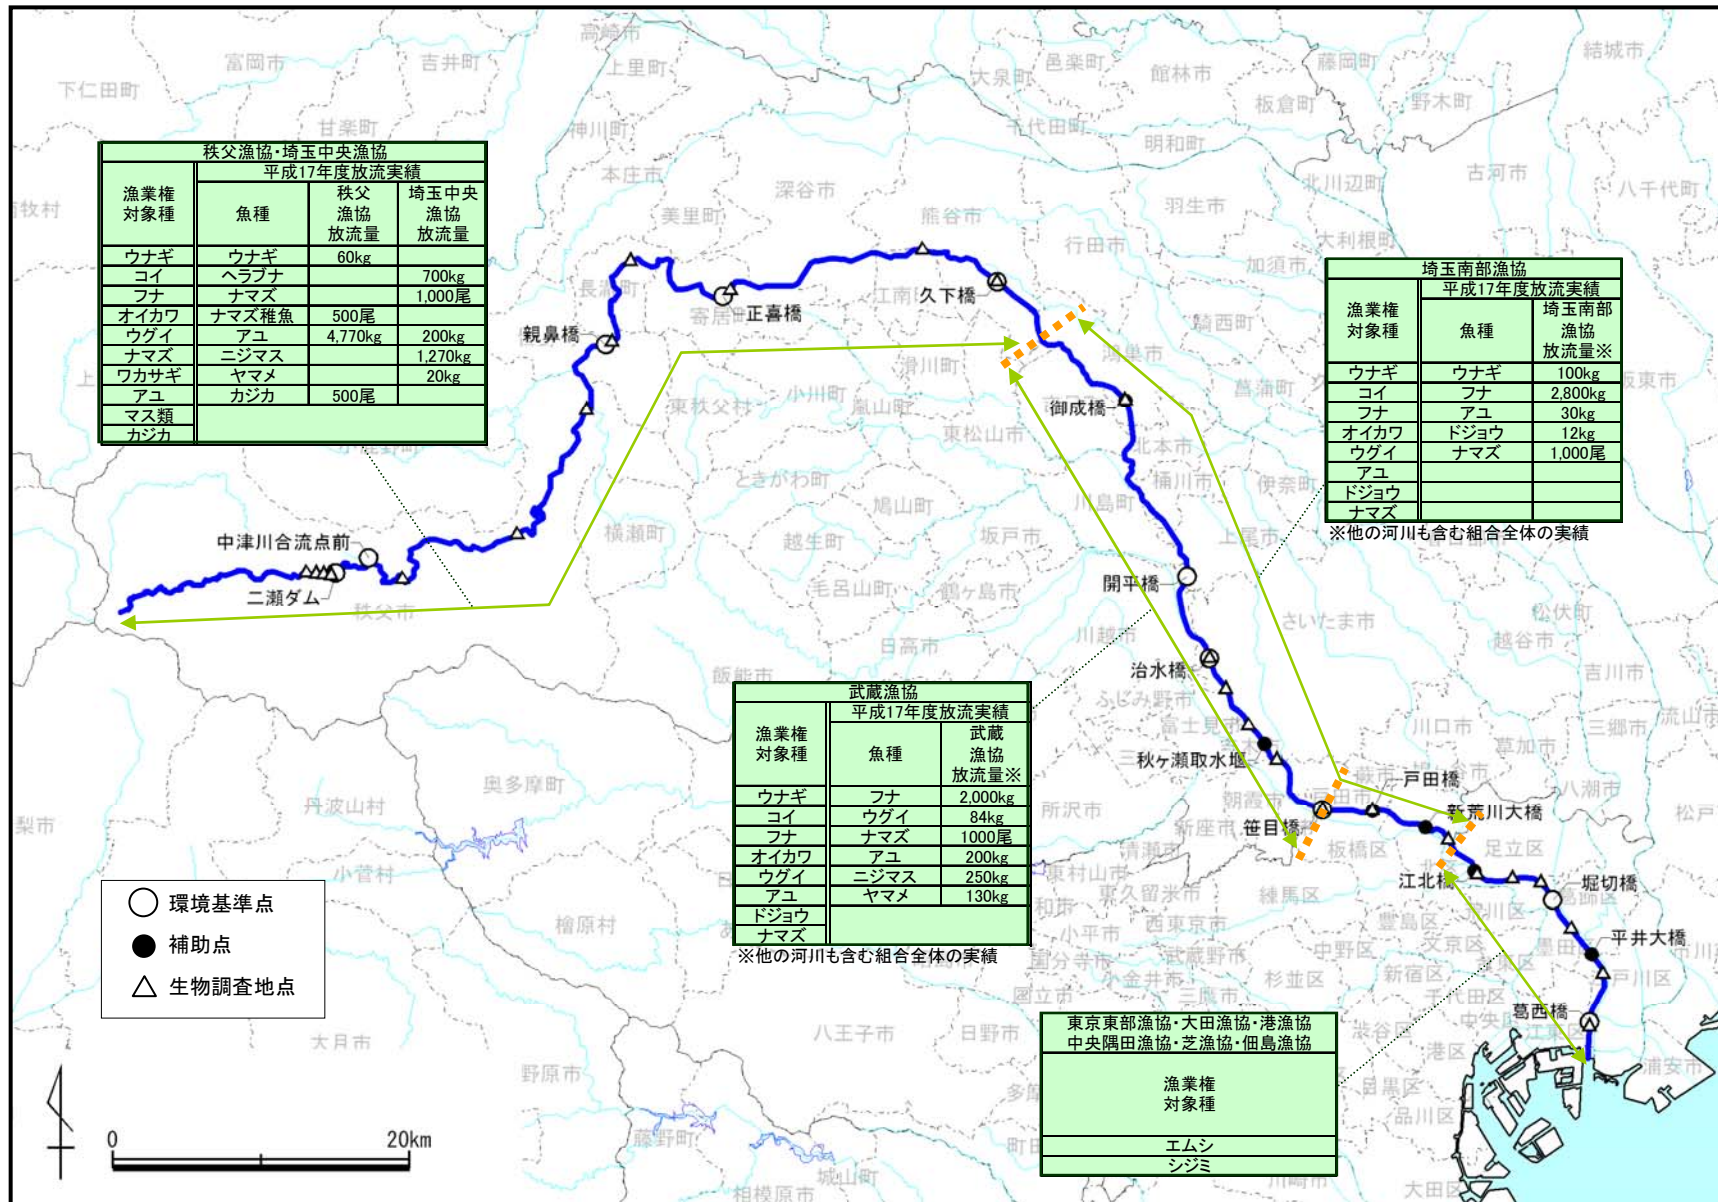 高崎市
富岡市
吉井町
上里町
大泉町
邑楽町
館林市
藤岡町
結城市
下仁田町
甘楽町
神川町
千代田町
明和町
板倉町
野木町
本庄市
深谷市
美里町
熊谷市
行田市
羽生市
北川辺町
古河市
八千代町
大利根町
加須市
秩父漁協・埼玉中央漁協
漁業権
対象種
平成17年度放流実績
魚種
秩父
漁協
放流量
埼玉中央
漁協
放流量
ウナギ ウナギ 60kg
コイ ヘラブナ 700kg
フナ ナマズ 1,000尾
オイカワ ナマズ稚魚 500尾
ウグイ アユ 4,770kg 200kg
ナマズ ニジマス 1,270kg
ワカサギ ヤマメ 20kg
アユ カジカ 500尾
マス類
カジカ
埼玉南部漁協
漁業権
対象種
平成17年度放流実績
魚種
埼玉南部
漁協
放流量※
ウナギ ウナギ 100kg
コイ フナ 2,800kg
フナ アユ 30kg
オイカワ ドジョウ 12kg
ウグイ ナマズ 1,000尾
アユ
ドジョウ
ナマズ
※他の河川も含む組合全体の実績
久下橋
正喜橋
親鼻橋
騎西町
鴻巣市
菖蒲町
滑川町
小川町
嵐山町
東秩父村
東松山市
御成橋
北本市
桶川市
伊奈町
川島町
ときがわ町
鳩山町
坂戸市
上尾市
横瀬町
越生町
中津川合流点前
二瀬ダム
秩父市
毛呂山町
鶴ヶ島市
開平橋
さいたま市
松伏町
越谷市
川越市
日高市
吉川市
飯能市
治水橋
ふじみ野市
富士見市
川口市
三郷市
流山市
草加市
秋ヶ瀬取水堰
戸田橋
八潮市
武蔵漁協
漁業権
対象種
平成17年度放流実績
魚種
武蔵
漁協
放流量※
ウナギ フナ 2,000kg
コイ ウグイ 84kg
フナ ナマズ 1000尾
オイカワ アユ 200kg
ウグイ ニジマス 250kg
アユ ヤマメ 130kg
ドジョウ
ナマズ
※他の河川も含む組合全体の実績
奥多摩町
丹波山村
所沢市
朝霞市
新座市
笹目橋
新荒川大橋
板橋区
足立区
清瀬市
東村山市
東久留米市
江北橋
堀切橋
練馬区
小菅村
檜原村
小平市
西東京市
豊島区
文京区
平井大橋
国分寺市
小金井市
武蔵野市
中野区
杉並区
新宿区
国立市
三鷹市
千代田区
葛西橋
環境基準点
補助点
生物調査地点
大月市
八王子市
日野市
渋谷区
港区
江東区
東京東部漁協・大田漁協・港漁協
中央隅田漁協・芝漁協・佃島漁協
漁業権
対象種
エムシ
シジミ
浦安市
目黒区
品川区
大田区
川崎市
野原市
藤野町
城山町
相模原市
0 20km